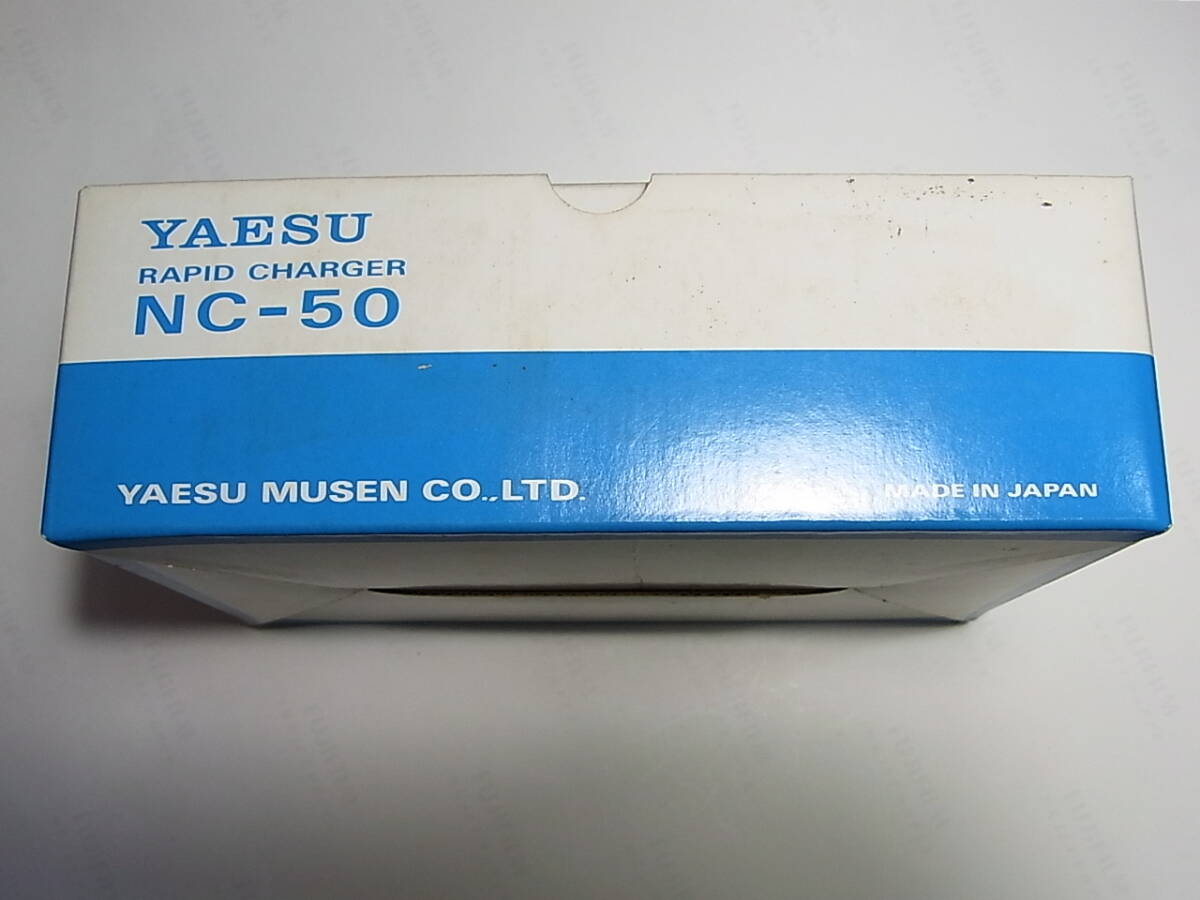 YAESU
RAPID CHARGER
NC-50
YAESU MUSEN CO.,LTD.
MADE IN JAPAN